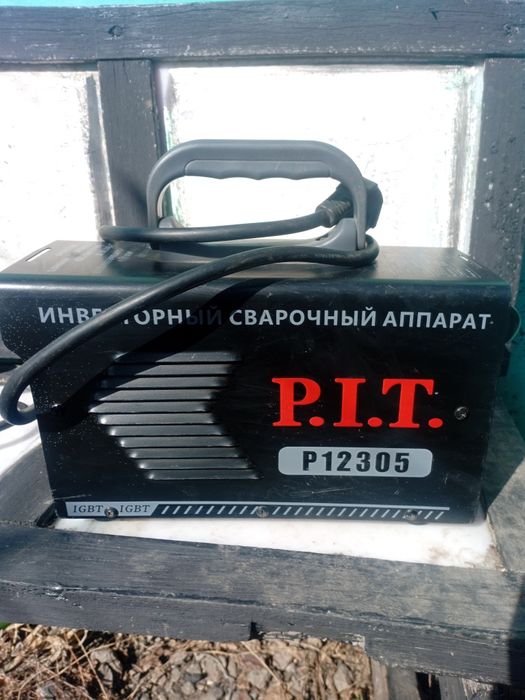 ИНВЕРТОРНЫЙ СВАРОЧНЫЙ АППАРАТ
P.I.T.
P12305
IGBT IGBT